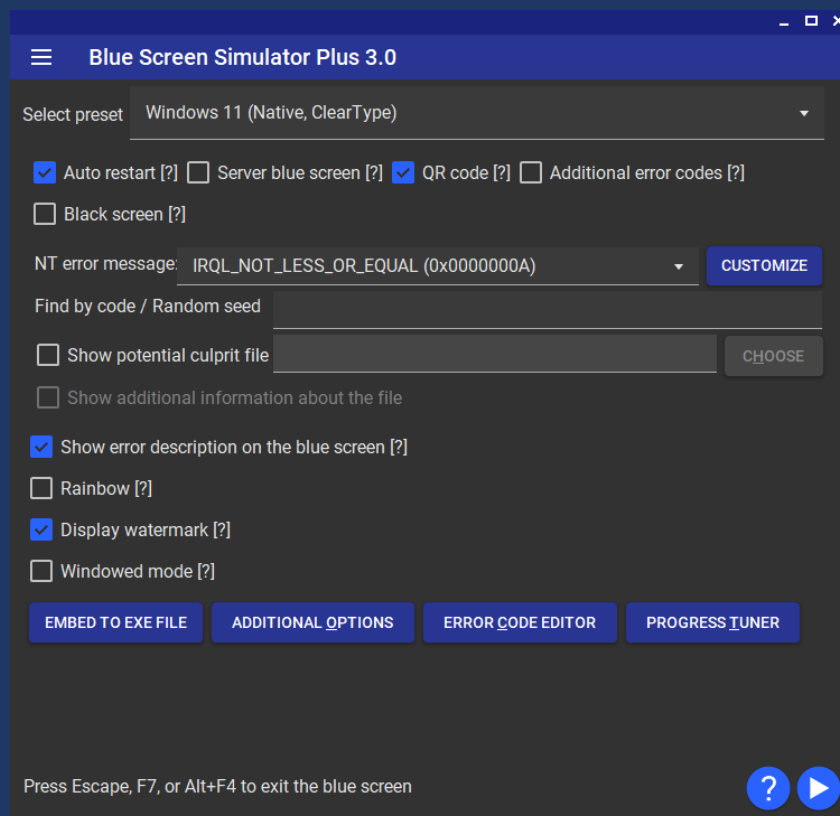 Blue Screen Simulator Plus 3.0
Select preset Windows 11 (Native, ClearType)
Auto restart [?] Server blue screen [?] QR code [?] Additional error codes [?]
Black screen [?]
NT error message: IRQL_NOT_LESS_OR_EQUAL (0x0000000A) CUSTOMIZE
Find by code / Random seed
Show potential culprit file CHOOSE
Show additional information about the file
Show error description on the blue screen [?]
Rainbow [?]
Display watermark [?]
Windowed mode [?]
EMBED TO EXE FILE ADDITIONAL OPTIONS ERROR CODE EDITOR PROGRESS TUNER
Press Escape, F7, or Alt+F4 to exit the blue screen ?